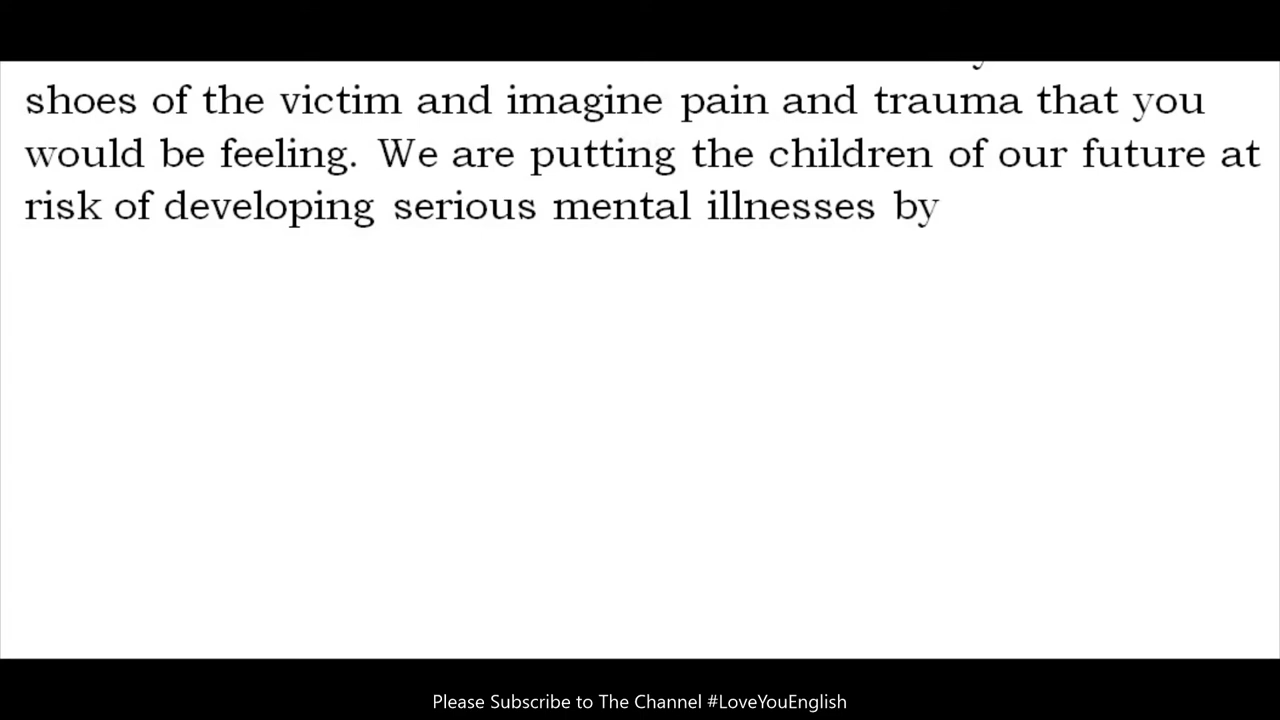 shoes of the victim and imagine pain and trauma that you
would be feeling. We are putting the children of our future at
risk of developing serious mental illnesses by
Please Subscribe to The Channel #LoveYouEnglish